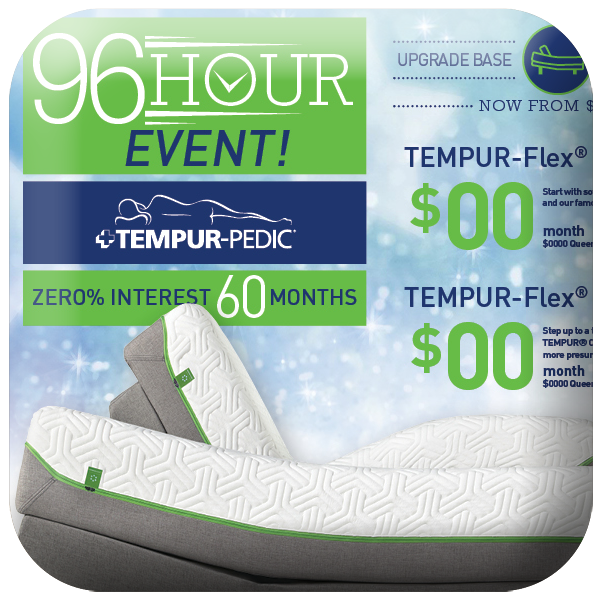 96 HOUR
EVENT!
TEMPUR-PEDIC
ZERO% INTEREST 60 MONTHS
UPGRADE BASE
NOW FROM $
TEMPUR-Flex®
$00
Start with so
and our fam
month
$0000 Queen
TEMPUR-Flex®
$00
Step up to a
TEMPUR® C
more
month
$0000 Queen